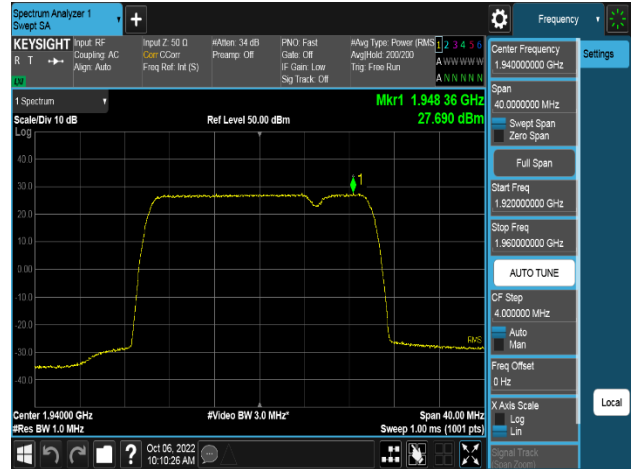 Spectrum Analyzer 1
Swept SA
Frequency
KEYSIGHT
R T
LXI
Input: RF
Coupling: AC
Align: Auto
Input Z: 50 Ω
Corr CCorr
Freq Ref: Int (S)
#Atten: 34 dB
Preamp: Off
PNO: Fast
Gate: Off
IF Gain: Low
Sig Track: Off
#Avg Type: Power (RMS
Avg|Hold: 200/200
Trig: Free Run
1 2 3 4 5 6
A W W W W W
A N N N N N
1 Spectrum
Scale/Div 10 dB
Ref Level 50.00 dBm
Mkr1 1.948 36 GHz
27.690 dBm
Log
40.0
30.0
20.0
10.0
0.00
-10.0
-20.0
-30.0
-40.0
1
RMS
Center 1.94000 GHz
#Res BW 1.0 MHz
#Video BW 3.0 MHz*
Span 40.00 MHz
Sweep 1.00 ms (1001 pts)
Oct 06, 2022
10:10:26 AM
Center Frequency
1.940000000 GHz
Span
40.0000000 MHz
Swept Span
Zero Span
Full Span
Start Freq
1.920000000 GHz
Stop Freq
1.960000000 GHz
AUTO TUNE
CF Step
4.000000 MHz
Auto
Man
Freq Offset
0 Hz
X Axis Scale
Log
Lin
Signal Track
(Span Zoom)
Settings
Local